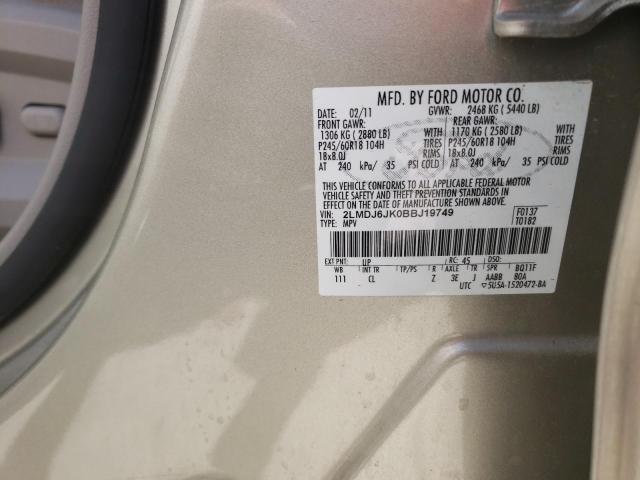 MFD. BY FORD MOTOR CO.
DATE: 02/11 GVWR: 2468 KG ( 5440 LB)
FRONT GAWR: REAR GAWR:
1306 KG ( 2880 LB) WITH 1170 KG ( 2580 LB) WITH
P245/60R18 104H TIRES P245/60R18 104H TIRES
18x8.0J RIMS 18x8.0J RIMS
AT 240 kPa/ 35 PSI COLD AT 240 kPa/ 35 PSI COLD
THIS VEHICLE CONFORMS TO ALL APPLICABLE FEDERAL MOTOR
VEHICLE SAFETY AND THEFT PREVENTION STANDARDS IN
EFFECT ON THE DATE OF MANUFACTURE SHOWN ABOVE.
VIN: 2LMDJ6JK0BBJ19749 F0137
TYPE: MPV T0182
EXT PNT: UP RC: 45 DSO:
WB INT TR TP/PS R AXLE TR SPR BQ11F
111 CL Z 3E J AABB 80A
UTC ▽5U5A-1520472-BA